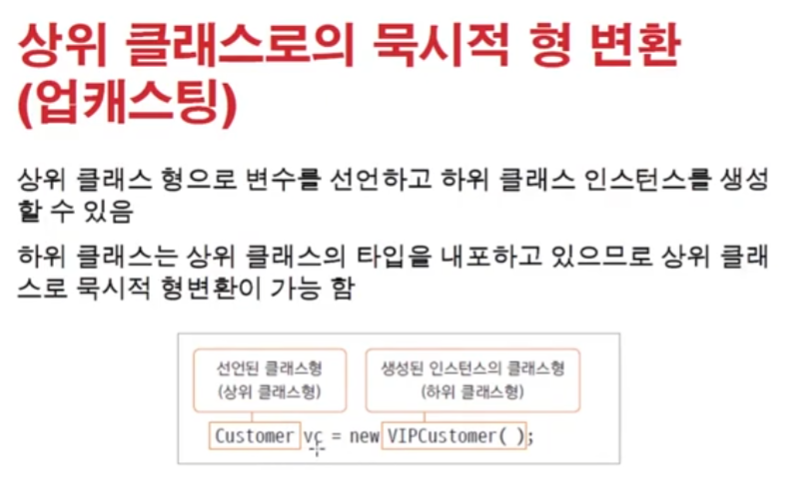 상위 클래스로의 묵시적 형 변환
(업캐스팅)
상위 클래스 형으로 변수를 선언하고 하위 클래스 인스턴스를 생성
할 수 있음
하위 클래스는 상위 클래스의 타입을 내포하고 있으므로 상위 클래
스로 묵시적 형변환이 가능 함
선언된 클래스형
(상위 클래스형)
생성된 인스턴스의 클래스형
(하위 클래스형)
Customer vc = new VIPCustomer( );